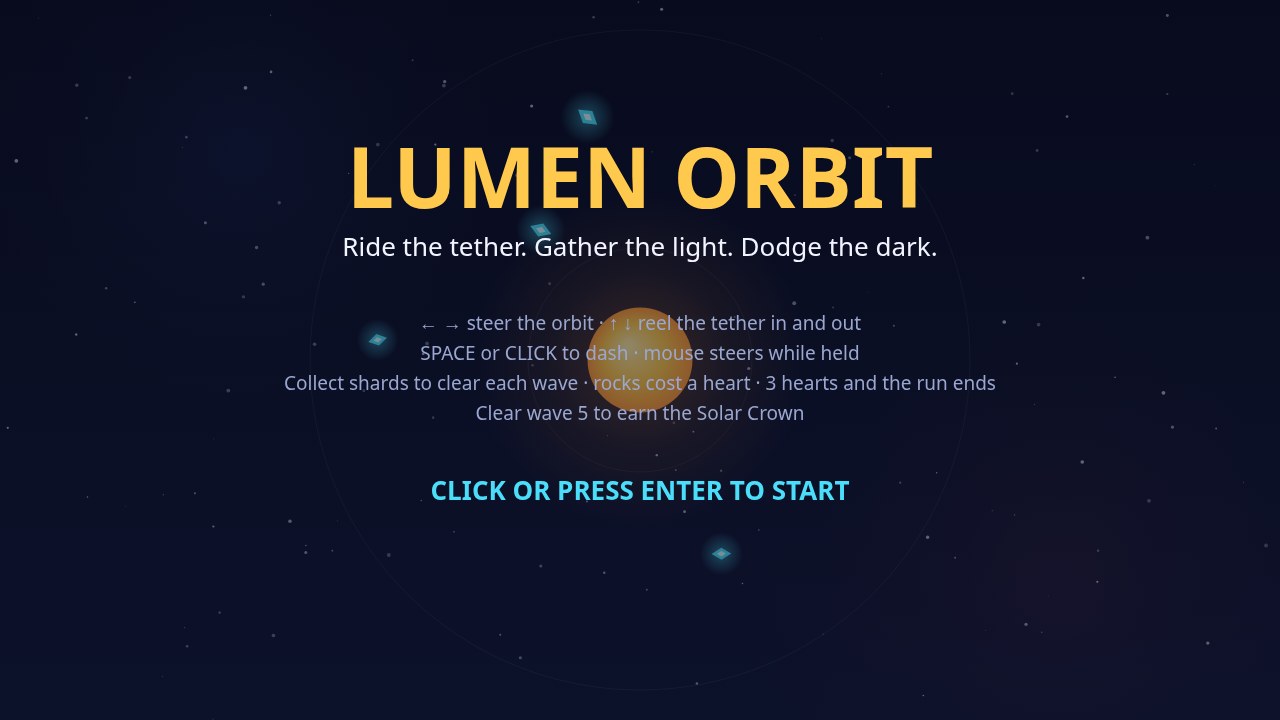 LUMEN ORBIT
Ride the tether. Gather the light. Dodge the dark.
← → steer the orbit · ↑ ↓ reel the tether in and out
SPACE or CLICK to dash · mouse steers while held
Collect shards to clear each wave · rocks cost a heart · 3 hearts and the run ends
Clear wave 5 to earn the Solar Crown
CLICK OR PRESS ENTER TO START